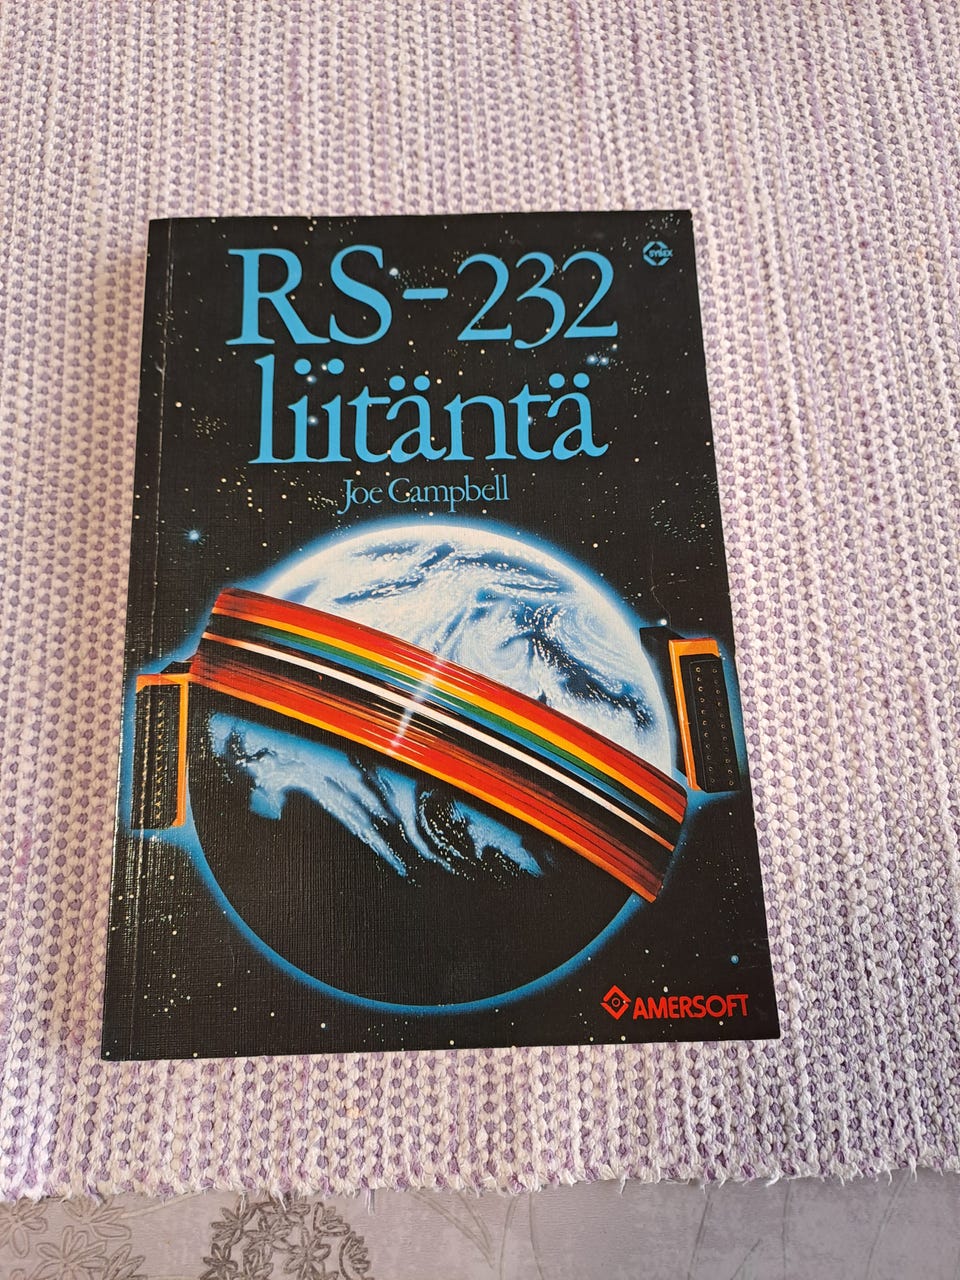 RS-232
SYBEX
liitäntä
Joe Campbell
AMERSOFT